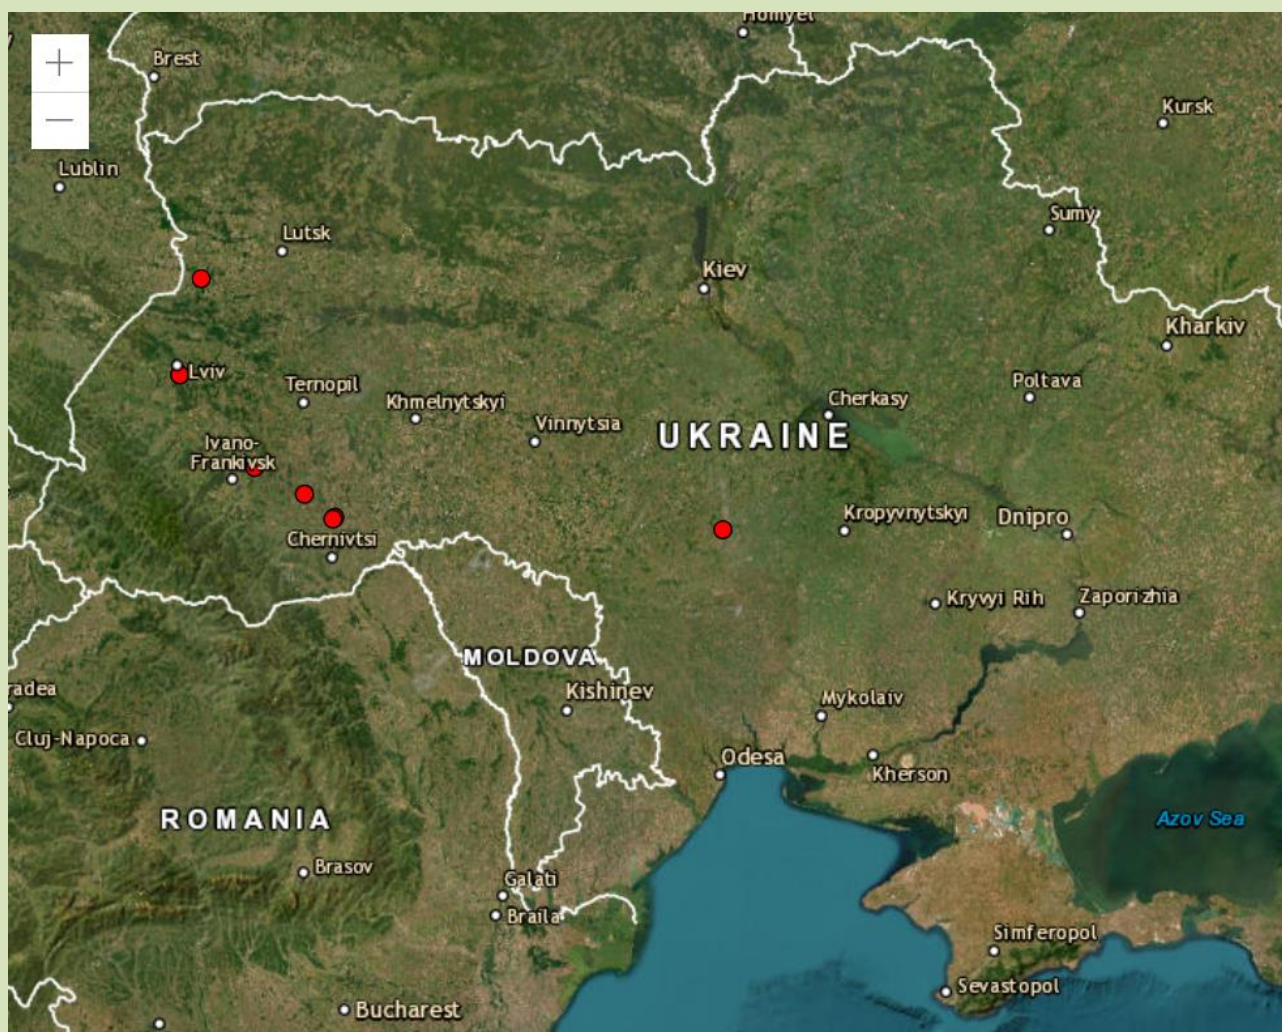 Homyel
+
Brest
−
Kursk
Lublin
Sumy
Lutsk
Kiev
Kharkiv
Lviv
Ternopil
Poltava
Khmelnytskyi
Cherkasy
Vinnytsia
UKRAINE
Ivano-
Frankivsk
Kropyvnytskyi
Dnipro
Chernivtsi
Kryvyi Rih
Zaporizhia
MOLDOVA
Kishinev
radea
Mykolaiv
Cluj-Napoca
Odesa
Kherson
ROMANIA
Azov Sea
Brasov
Galati
Braila
Simferopol
Sevastopol
Bucharest